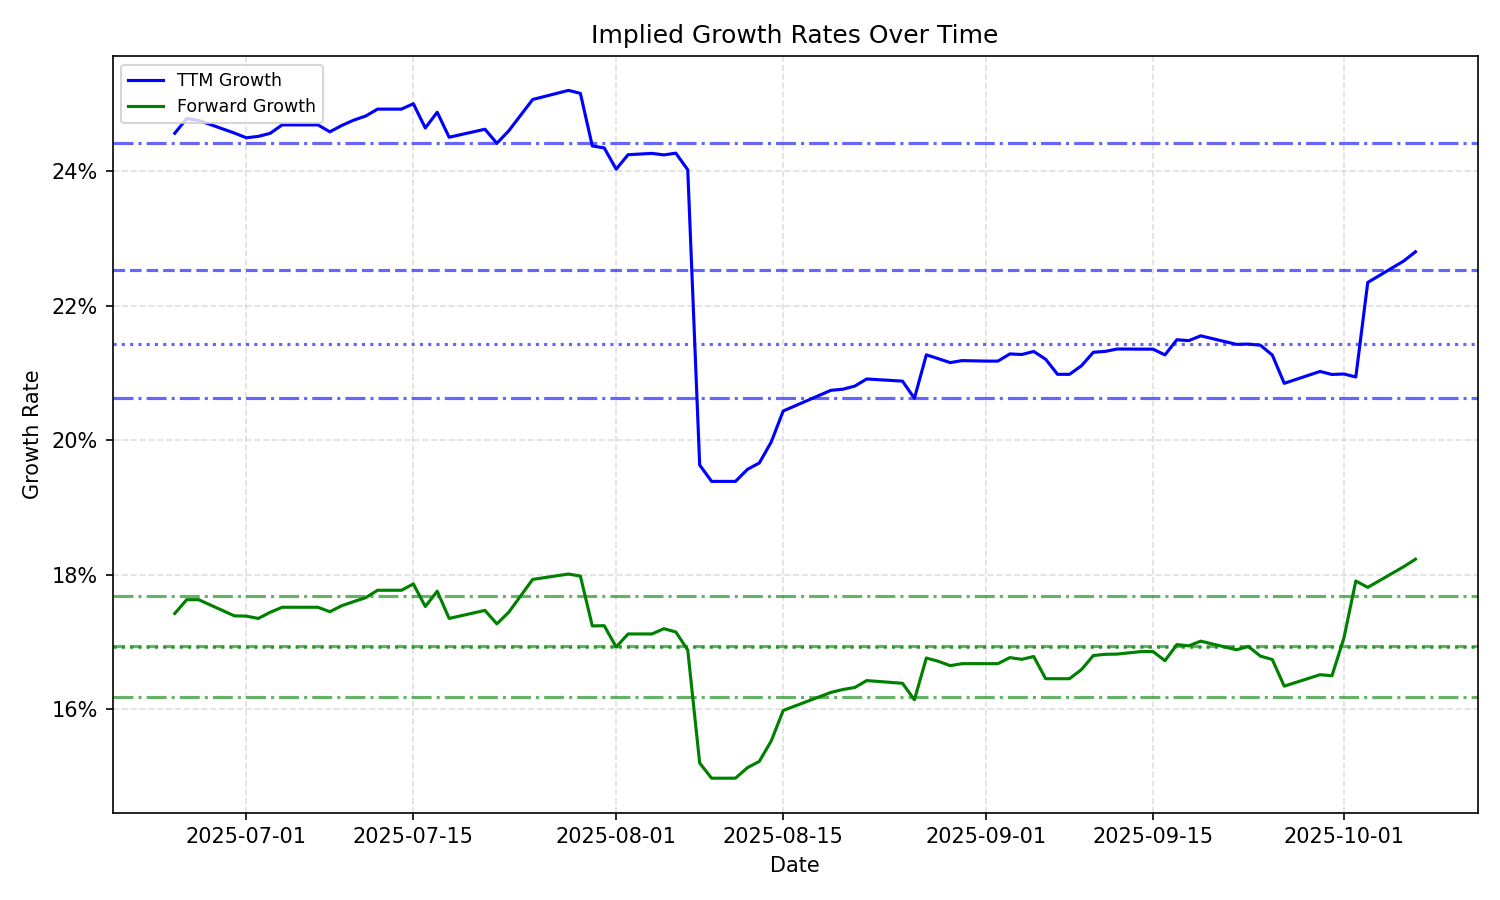 Implied Growth Rates Over Time
TTM Growth
Forward Growth
24%
22%
20%
18%
16%
Growth Rate
2025-07-01
2025-07-15
2025-08-01
2025-08-15
2025-09-01
2025-09-15
2025-10-01
Date